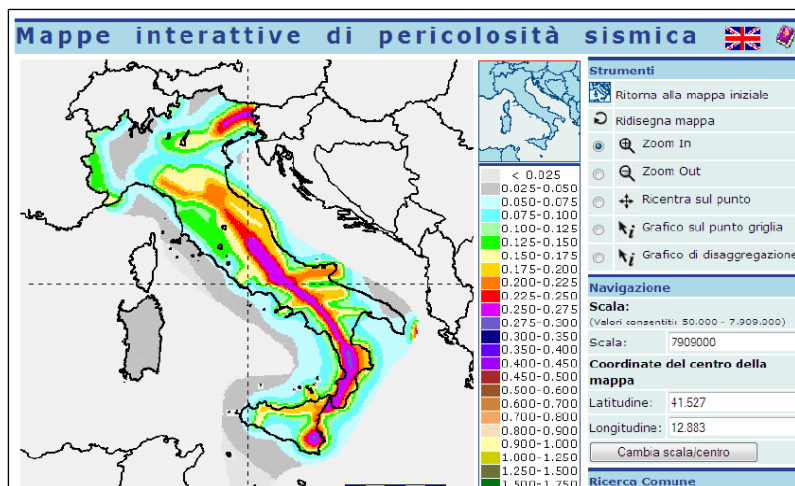 Mappe interattive di pericolosità sismica
Strumenti
Ritorna alla mappa iniziale
Ridisegna mappa
Zoom In
Zoom Out
Ricentra sul punto
Grafico sul punto griglia
Grafico di disaggregazione
Navigazione
Scala:
(Valori consentiti: 50.000 - 7.909.000)
Scala: 7909000
Coordinate del centro della
mappa
Latitudine: 41.527
Longitudine: 12.883
Cambia scala/centro
Ricerca Comune
< 0.025
0.025-0.050
0.050-0.075
0.075-0.100
0.100-0.125
0.125-0.150
0.150-0.175
0.175-0.200
0.200-0.225
0.225-0.250
0.250-0.275
0.275-0.300
0.300-0.350
0.350-0.400
0.400-0.450
0.450-0.500
0.500-0.600
0.600-0.700
0.700-0.800
0.800-0.900
0.900-1.000
1.000-1.250
1.250-1.500
1.500-1.750